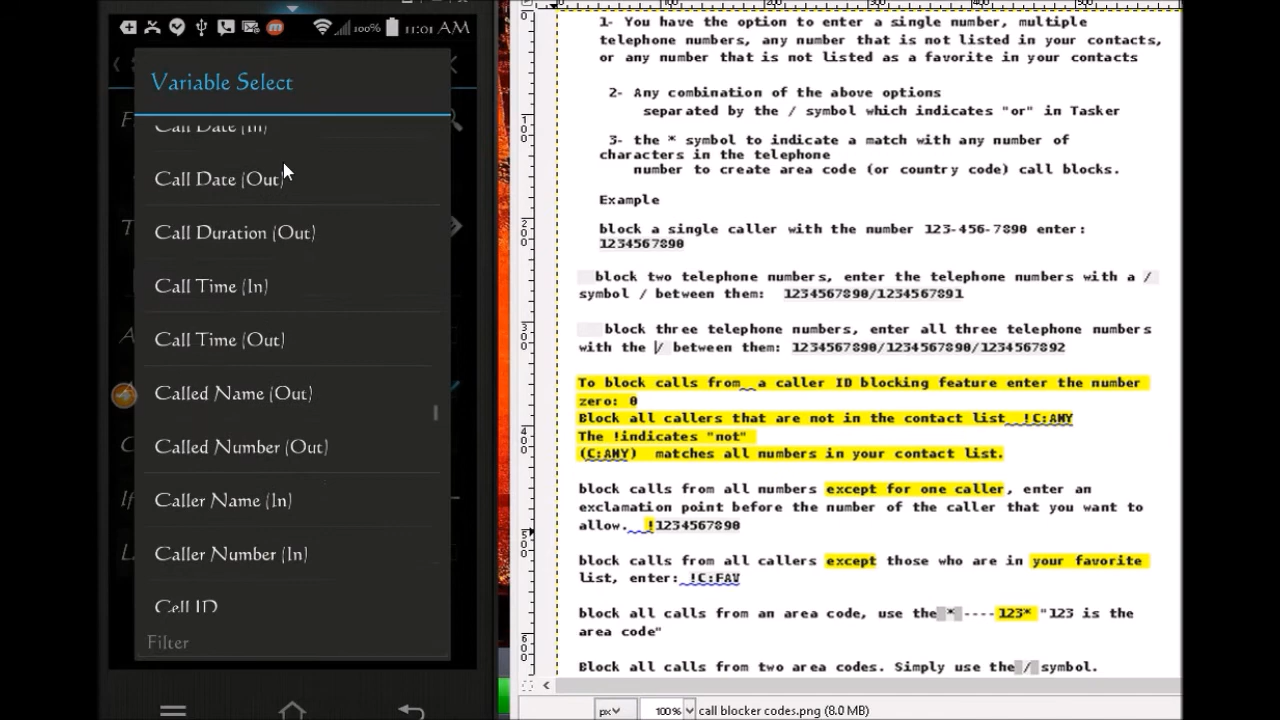 100%
11:01 AM
Variable Select
Call Date (In)
Call Date (Out)
Call Duration (Out)
Call Time (In)
Call Time (Out)
Called Name (Out)
Called Number (Out)
Caller Name (In)
Caller Number (In)
Cell ID
Filter
1- You have the option to enter a single number, multiple
telephone numbers, any number that is not listed in your contacts,
or any number that is not listed as a favorite in your contacts
2- Any combination of the above options
separated by the / symbol which indicates "or" in Tasker
3- the * symbol to indicate a match with any number of
characters in the telephone
number to create area code (or country code) call blocks.
Example
block a single caller with the number 123-456-7890 enter:
1234567890
block two telephone numbers, enter the telephone numbers with a /
symbol / between them: 1234567890/1234567891
block three telephone numbers, enter all three telephone numbers
with the / between them: 1234567890/1234567890/1234567892
To block calls from a caller ID blocking feature enter the number
zero: 0
Block all callers that are not in the contact list !C:ANY
The !indicates "not"
(C:ANY) matches all numbers in your contact list.
block calls from all numbers except for one caller, enter an
exclamation point before the number of the caller that you want to
allow. !1234567890
block calls from all callers except those who are in your favorite
list, enter: !C:FAV
block all calls from an area code, use the * ----123* "123 is the
area code"
Block all calls from two area codes. Simply use the / symbol.
px 100% call blocker codes.png (8.0 MB)